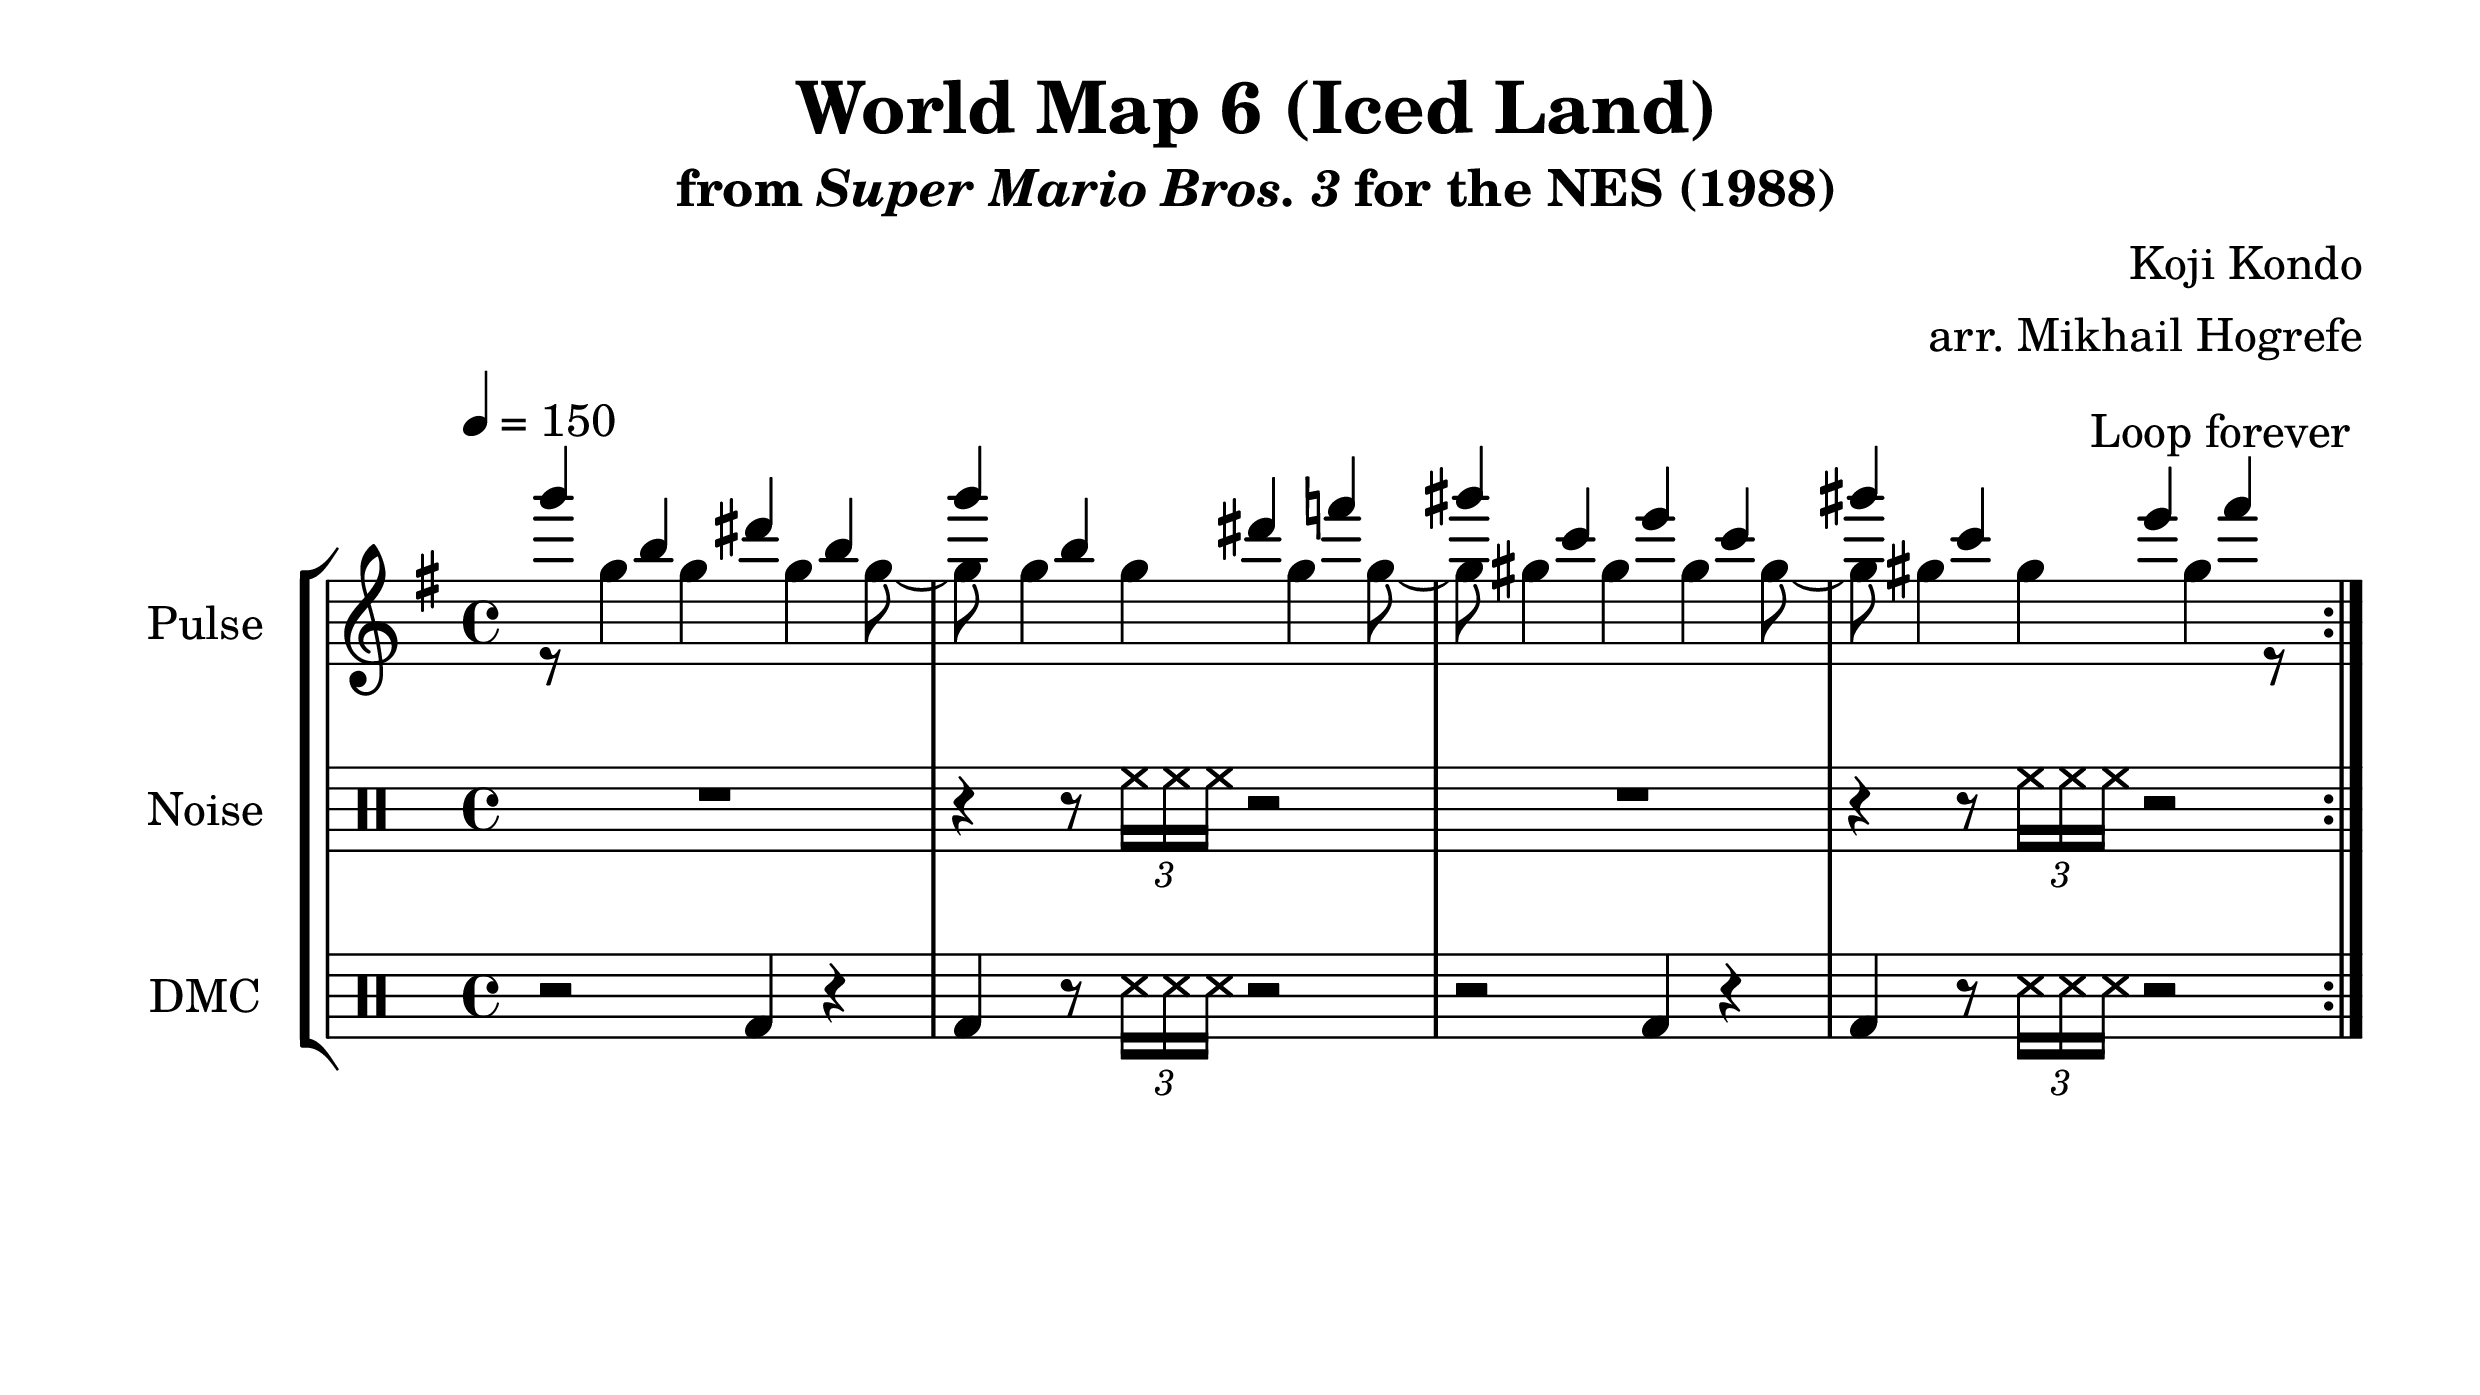 World Map 6 (Iced Land)
from Super Mario Bros. 3 for the NES (1988)
Koji Kondo
arr. Mikhail Hogrefe
= 150
Loop forever
Pulse
Noise
3
3
DMC
3
3